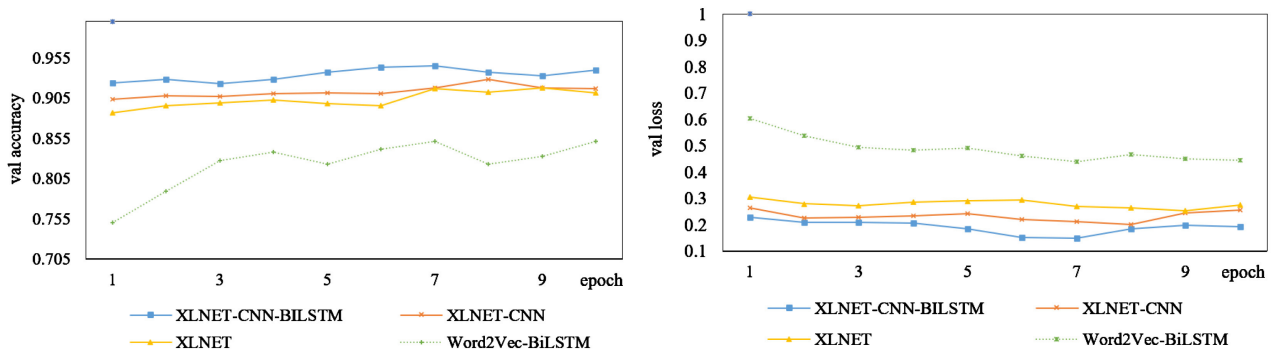 val accuracy
0.955
0.905
0.855
0.805
0.755
0.705
1 3 5 7 9 epoch
XLNET-CNN-BILSTM XLNET-CNN
XLNET Word2Vec-BiLSTM
val loss
1
0.9
0.8
0.7
0.6
0.5
0.4
0.3
0.2
0.1
1 3 5 7 9 epoch
XLNET-CNN-BILSTM XLNET-CNN
XLNET Word2Vec-BiLSTM